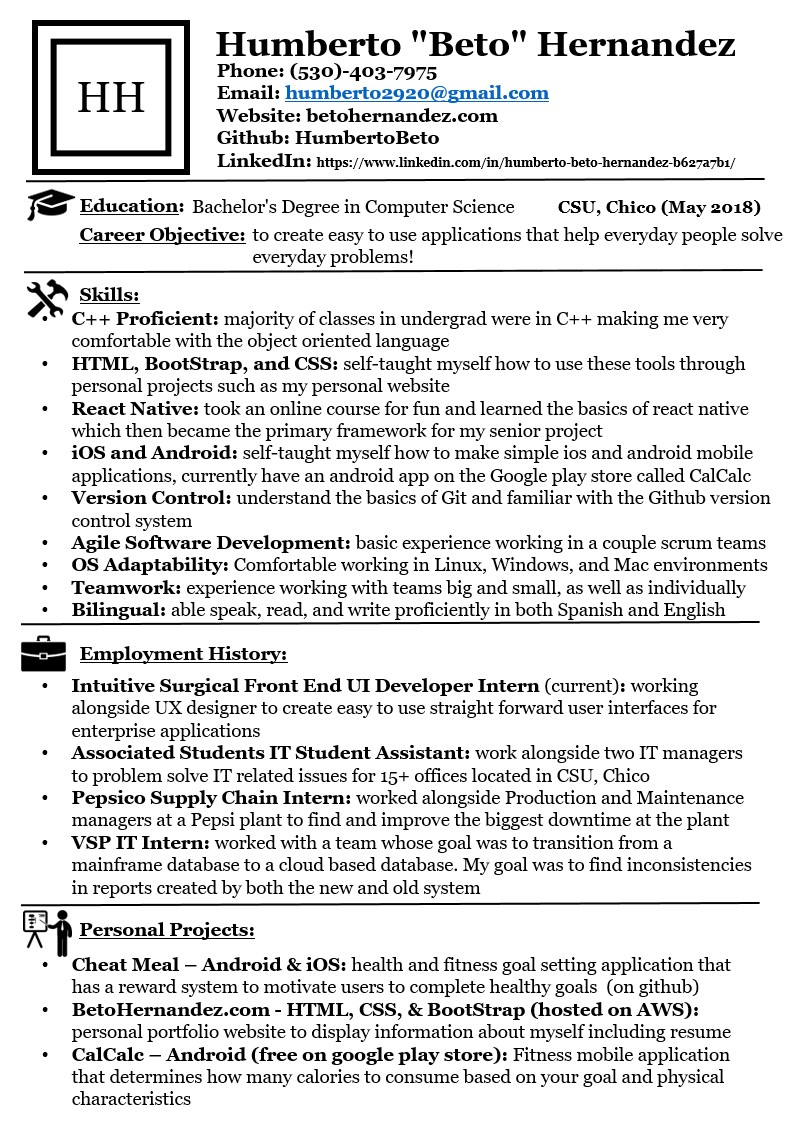 HH
Humberto "Beto" Hernandez
Phone: (530)-403-7975
Email: humberto2920@gmail.com
Website: betohernandez.com
Github: HumbertoBeto
LinkedIn: https://www.linkedin.com/in/humberto-beto-hernandez-b627a7b1/
Education: Bachelor's Degree in Computer Science CSU, Chico (May 2018)
Career Objective: to create easy to use applications that help everyday people solve
everyday problems!
Skills:
• C++ Proficient: majority of classes in undergrad were in C++ making me very
comfortable with the object oriented language
• HTML, BootStrap, and CSS: self-taught myself how to use these tools through
personal projects such as my personal website
• React Native: took an online course for fun and learned the basics of react native
which then became the primary framework for my senior project
• iOS and Android: self-taught myself how to make simple ios and android mobile
applications, currently have an android app on the Google play store called CalCalc
• Version Control: understand the basics of Git and familiar with the Github version
control system
• Agile Software Development: basic experience working in a couple scrum teams
• OS Adaptability: Comfortable working in Linux, Windows, and Mac environments
• Teamwork: experience working with teams big and small, as well as individually
• Bilingual: able speak, read, and write proficiently in both Spanish and English
Employment History:
• Intuitive Surgical Front End UI Developer Intern (current): working
alongside UX designer to create easy to use straight forward user interfaces for
enterprise applications
• Associated Students IT Student Assistant: work alongside two IT managers
to problem solve IT related issues for 15+ offices located in CSU, Chico
• Pepsico Supply Chain Intern: worked alongside Production and Maintenance
managers at a Pepsi plant to find and improve the biggest downtime at the plant
• VSP IT Intern: worked with a team whose goal was to transition from a
mainframe database to a cloud based database. My goal was to find inconsistencies
in reports created by both the new and old system
Personal Projects:
• Cheat Meal – Android & iOS: health and fitness goal setting application that
has a reward system to motivate users to complete healthy goals (on github)
• BetoHernandez.com - HTML, CSS, & BootStrap (hosted on AWS):
personal portfolio website to display information about myself including resume
• CalCalc – Android (free on google play store): Fitness mobile application
that determines how many calories to consume based on your goal and physical
characteristics